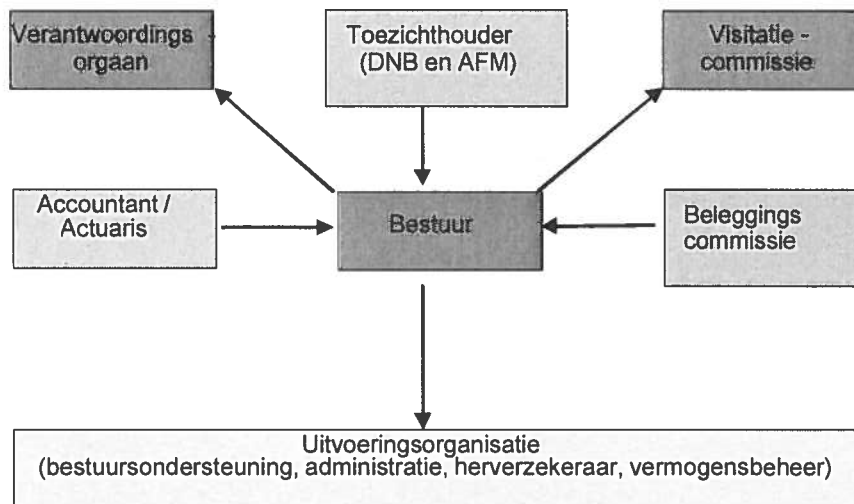 Verantwoordings -
orgaan
Toezichthouder
(DNB en AFM)
Visitatie -
commissie
Accountant /
Actuaris
Bestuur
Beleggings
commissie
Uitvoeringsorganisatie
(bestuursondersteuning, administratie, herverzekeraar, vermogensbeheer)